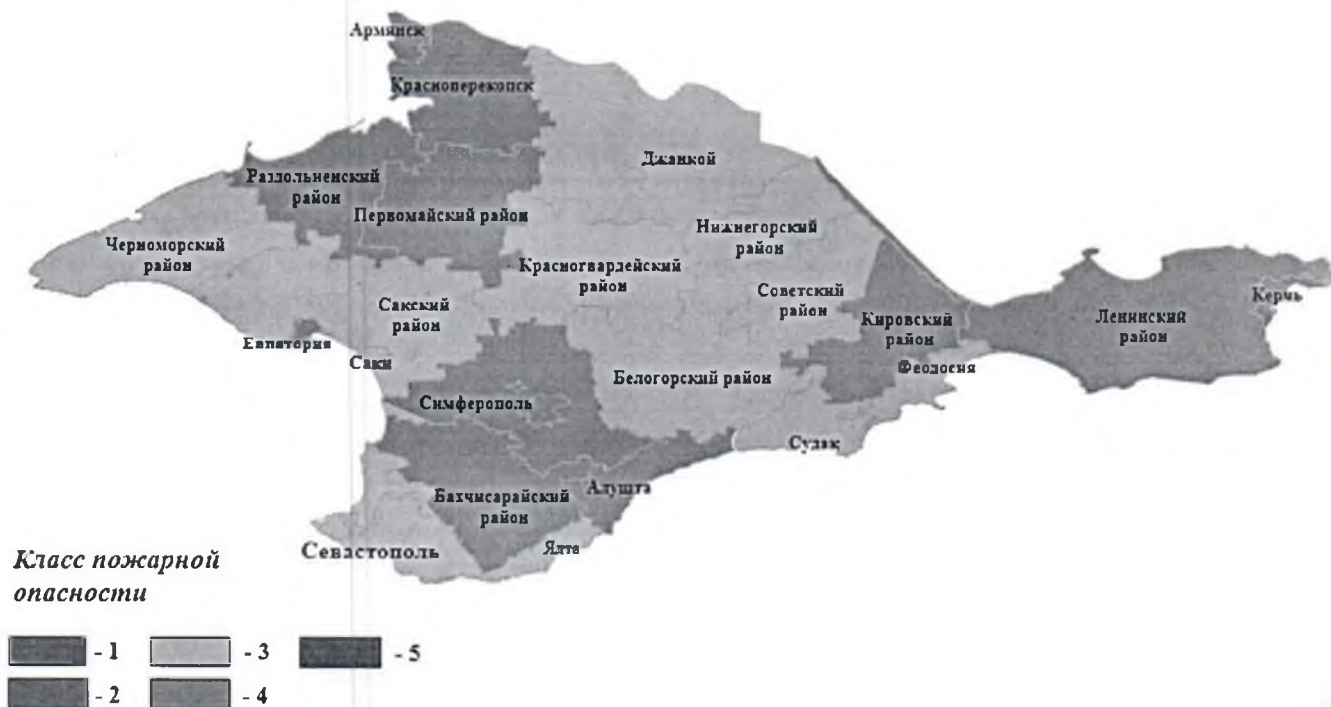 Армянск
Красноперекопск
Джанкой
Раздольненский
район
Первомайский район
Нижнегорский
район
Черноморский
район
Красногвардейский
район
Советский
район
Сакский
район
Кировский
район
Ленинский
район
Керчь
Евпатория
Саки
Феодосия
Белогорский район
Симферополь
Судак
Алушта
Бахчисарайский
район
Севастополь
Ялта
Класс пожарной
опасности
- 1
- 3
- 5
- 2
- 4